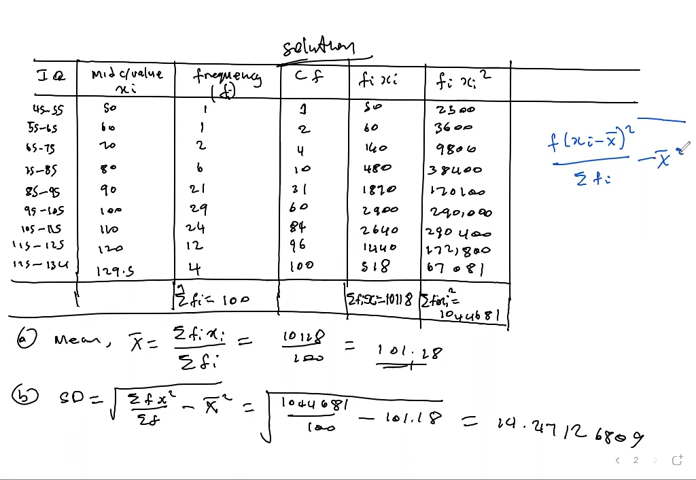 solution
IQ mid c/value xi frequency (f) Cf fixi fixi²
45-55 50 1 1 50 2500
55-65 60 1 2 60 3600
65-75 70 2 4 140 9800
75-85 80 6 10 480 38400
85-95 90 21 31 1890 170100
95-105 100 29 60 2900 290,000
105-115 110 24 84 2640 290400
115-125 120 12 96 1440 172,800
125-134 129.5 4 100 518 67081
Σfi = 100 Σfixi=10118 Σfixi²= 1044681
f(xi-x̄)² / Σfi - x̄²
(a) Mean, x̄ = Σfixi / Σfi = 10118 / 100 = 101.18
(b) SD = √(Σfx² / Σf - x̄²) = √(1044681 / 100 - 101.18) = 14.47126809
2